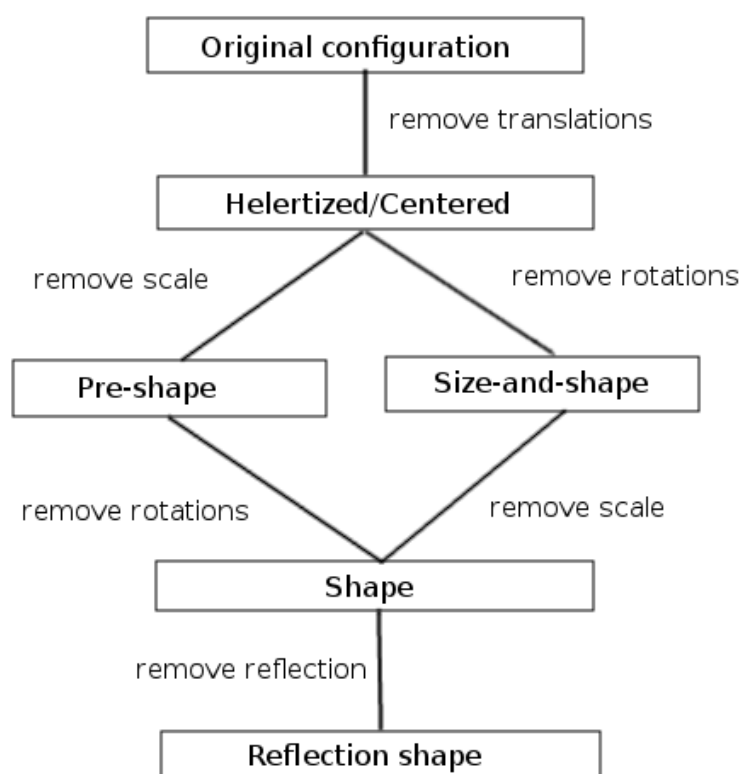 Original configuration
remove translations
Helertized/Centered
remove scale
remove rotations
Pre-shape
Size-and-shape
remove rotations
remove scale
Shape
remove reflection
Reflection shape